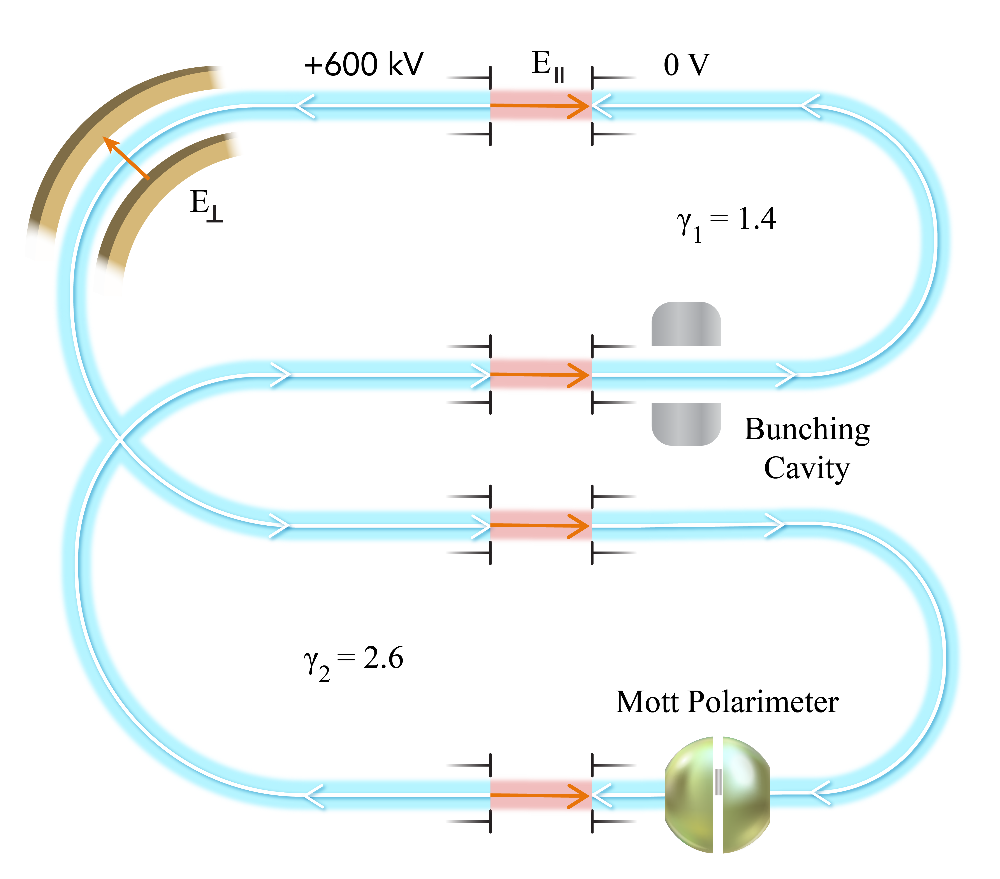 +600 kV
E∥
0 V
E⊥
γ1 = 1.4
Bunching
Cavity
γ2 = 2.6
Mott Polarimeter